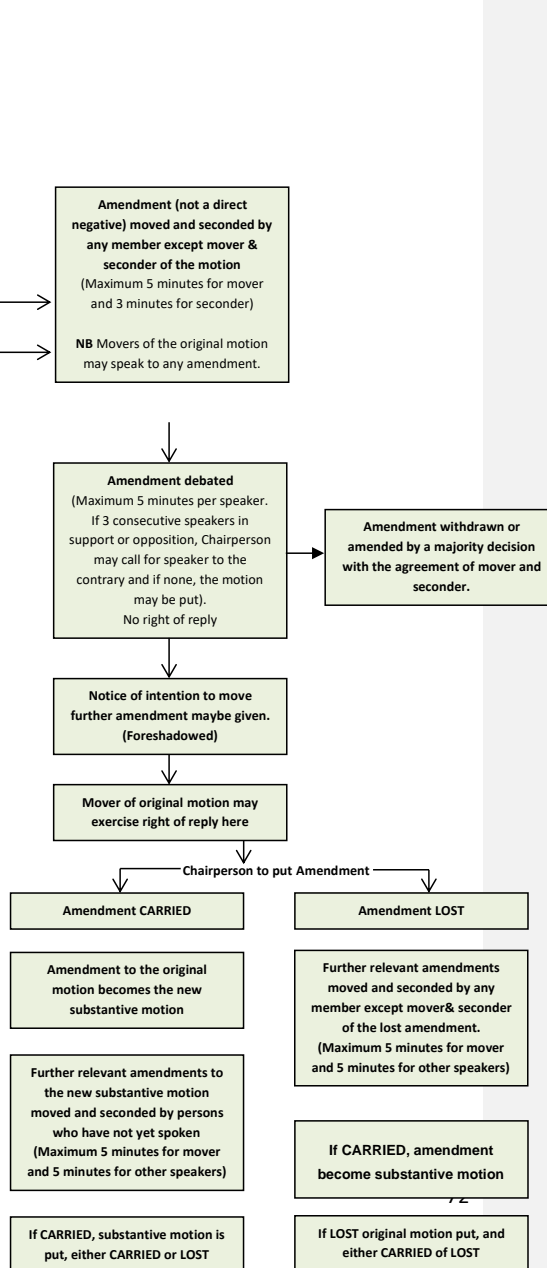 Amendment (not a direct
negative) moved and seconded by
any member except mover &
seconder of the motion
(Maximum 5 minutes for mover
and 3 minutes for seconder)
NB Movers of the original motion
may speak to any amendment.
Amendment debated
(Maximum 5 minutes per speaker.
If 3 consecutive speakers in
support or opposition, Chairperson
may call for speaker to the
contrary and if none, the motion
may be put).
No right of reply
Amendment withdrawn or
amended by a majority decision
with the agreement of mover and
seconder.
Notice of intention to move
further amendment maybe given.
(Foreshadowed)
Mover of original motion may
exercise right of reply here
Chairperson to put Amendment
Amendment CARRIED
Amendment to the original
motion becomes the new
substantive motion
Further relevant amendments to
the new substantive motion
moved and seconded by persons
who have not yet spoken
(Maximum 5 minutes for mover
and 5 minutes for other speakers)
If CARRIED, substantive motion is
put, either CARRIED or LOST
Amendment LOST
Further relevant amendments
moved and seconded by any
member except mover& seconder
of the lost amendment.
(Maximum 5 minutes for mover
and 5 minutes for other speakers)
If CARRIED, amendment
become substantive motion
If LOST original motion put, and
either CARRIED of LOST